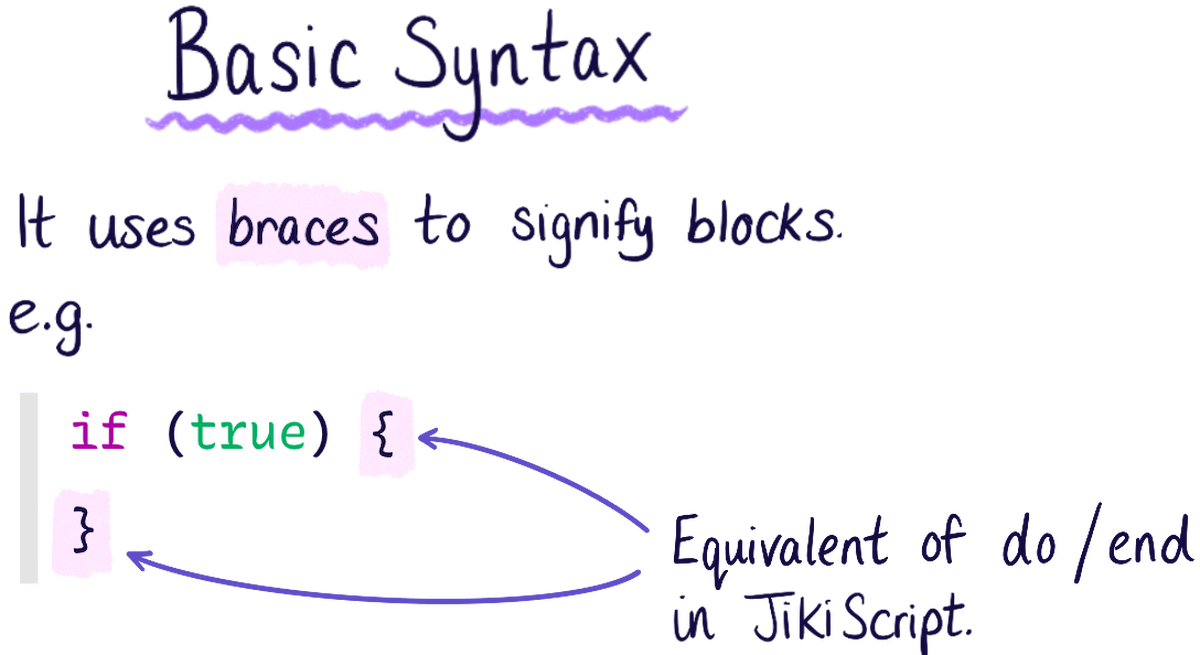 Basic Syntax
It uses braces to signify blocks.
e.g.
if (true) {
}
Equivalent of do/end
in JikiScript.